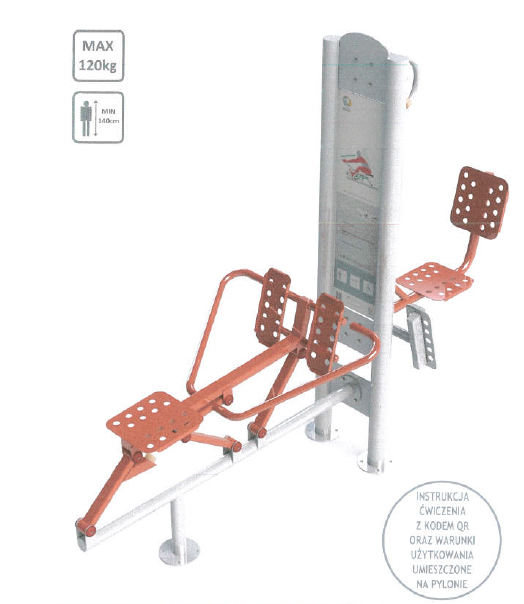 MAX
120kg
MIN
140cm
INSTRUKCJA
ĆWICZENIA
Z KODEM QR
ORAZ WARUNKI
UŻYTKOWANIA
UMIESZCZONE
NA PYLONIE